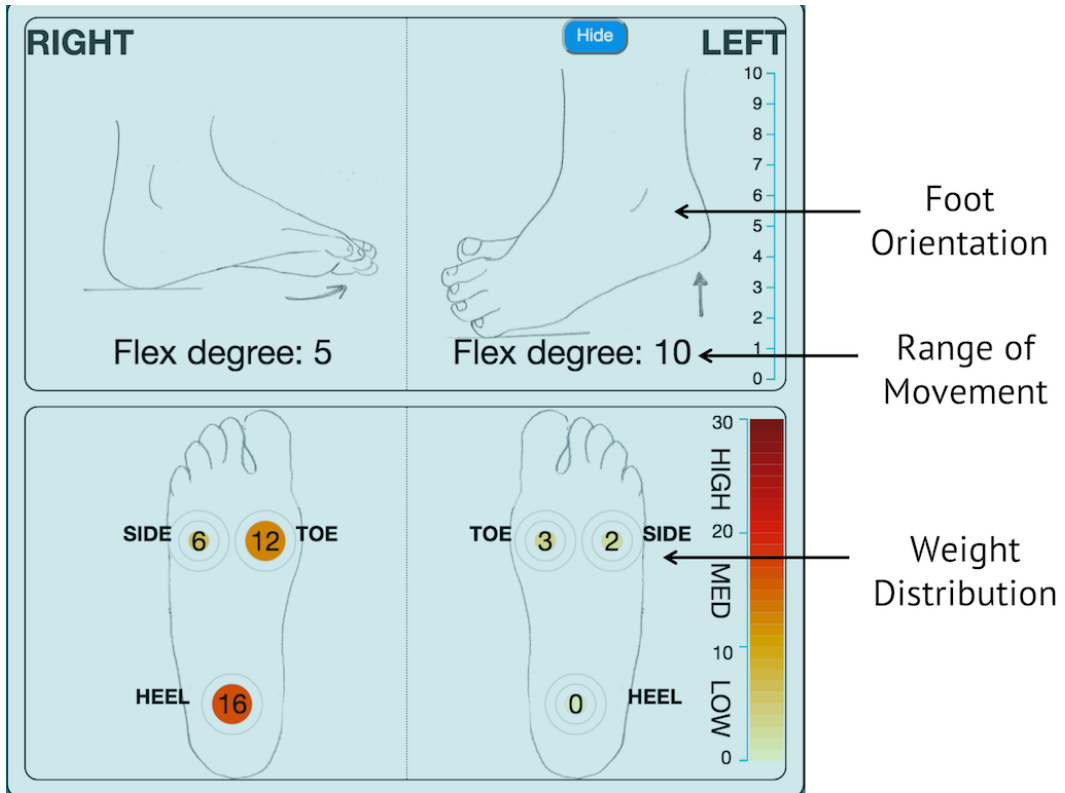 RIGHT
Hide
LEFT
10
9
8
7
6
5
4
3
2
1
0
Flex degree: 5
Flex degree: 10
Foot
Orientation
Range of
Movement
30
HIGH
20
MED
10
LOW
0
SIDE
6
12
TOE
TOE
3
2
SIDE
HEEL
16
0
HEEL
Weight
Distribution